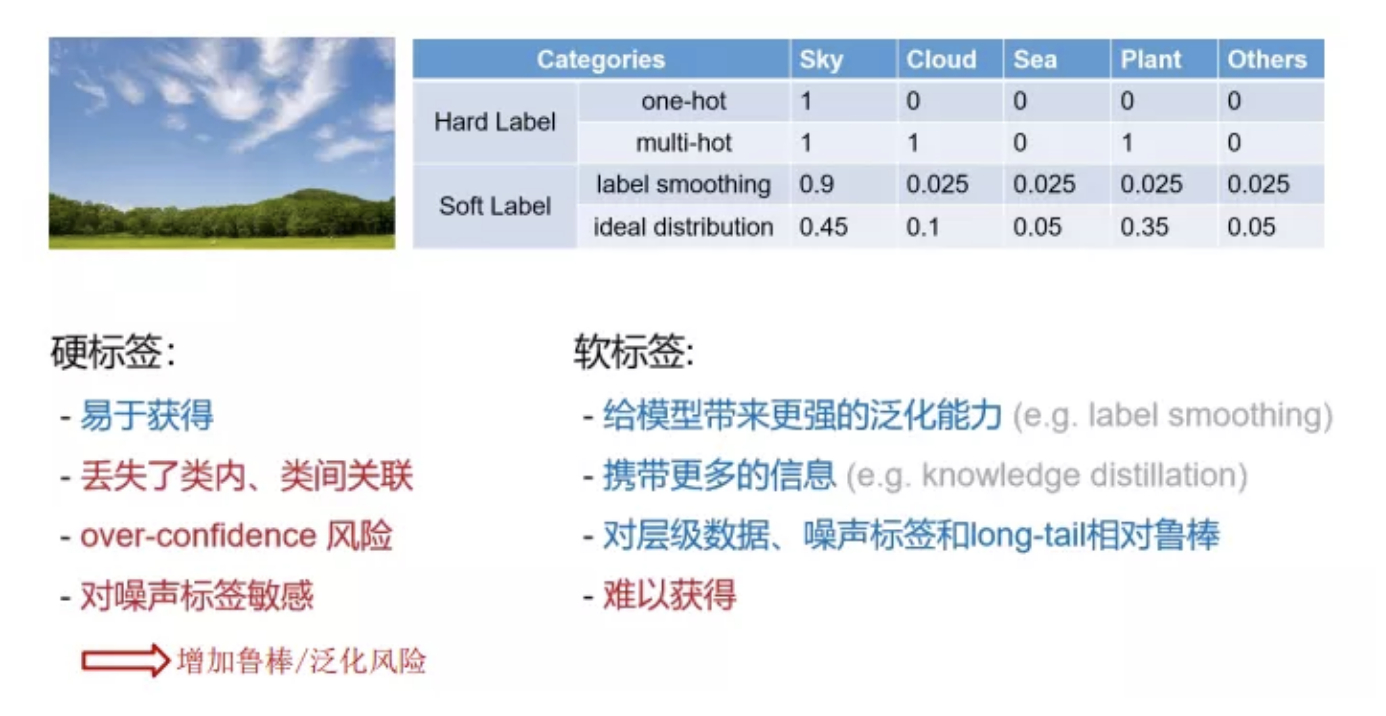 Categories Sky Cloud Sea Plant Others
Hard Label one-hot 1 0 0 0 0
multi-hot 1 1 0 1 0
Soft Label label smoothing 0.9 0.025 0.025 0.025 0.025
ideal distribution 0.45 0.1 0.05 0.35 0.05
硬标签:
- 易于获得
- 丢失了类内、类间关联
- over-confidence 风险
- 对噪声标签敏感
增加鲁棒/泛化风险
软标签:
- 给模型带来更强的泛化能力 (e.g. label smoothing)
- 携带更多的信息 (e.g. knowledge distillation)
- 对层级数据、噪声标签和long-tail相对鲁棒
- 难以获得